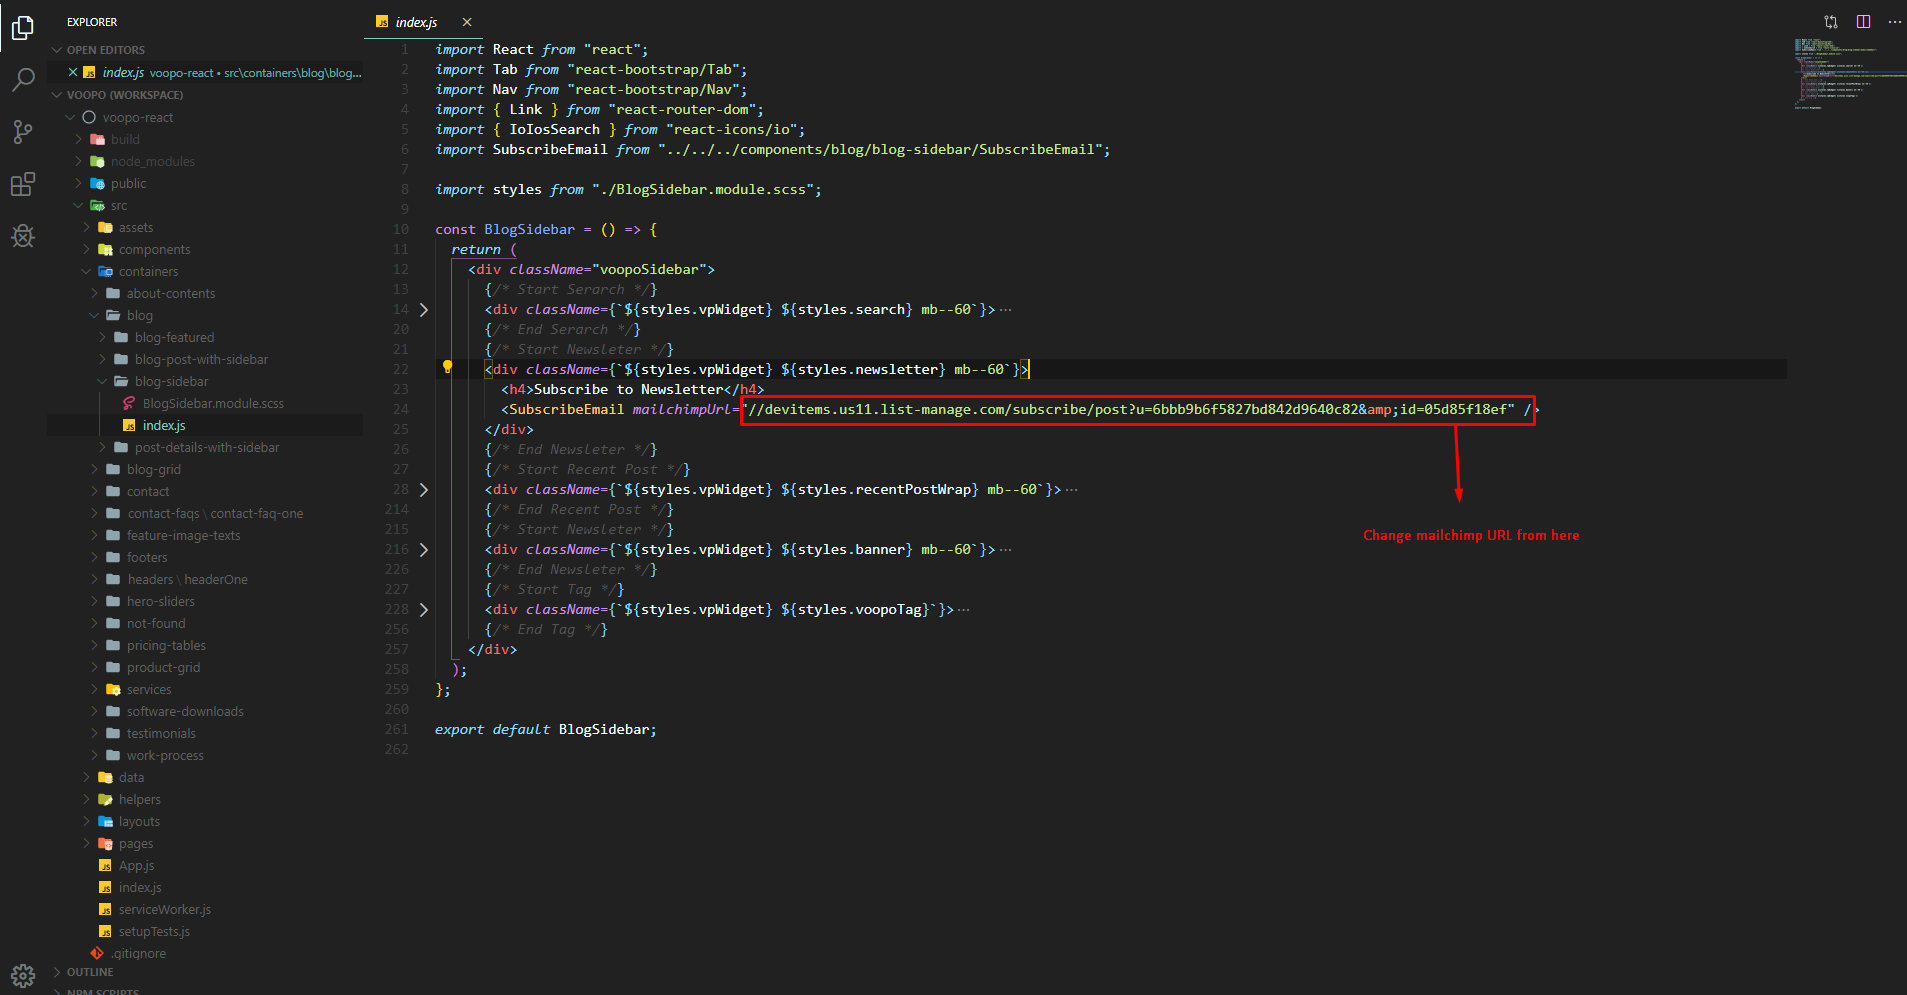 EXPLORER
OPEN EDITORS
index.js voopo-react • src\containers\blog\blog...
VOOPO (WORKSPACE)
voopo-react
build
node_modules
public
src
assets
components
containers
about-contents
blog
blog-featured
blog-post-with-sidebar
blog-sidebar
BlogSidebar.module.scss
index.js
post-details-with-sidebar
blog-grid
contact
contact-faqs \ contact-faq-one
feature-image-texts
footers
headers \ headerOne
hero-sliders
not-found
pricing-tables
product-grid
services
software-downloads
testimonials
work-process
data
helpers
layouts
pages
App.js
index.js
serviceWorker.js
setupTests.js
.gitignore
OUTLINE
NPM SCRIPTS
index.js
1 import React from "react";
2 import Tab from "react-bootstrap/Tab";
3 import Nav from "react-bootstrap/Nav";
4 import { Link } from "react-router-dom";
5 import { IoIosSearch } from "react-icons/io";
6 import SubscribeEmail from "../../../components/blog/blog-sidebar/SubscribeEmail";
7
8 import styles from "./BlogSidebar.module.scss";
9
10 const BlogSidebar = () => {
11 return (
12 <div className="voopoSidebar">
13 {/* Start Serarch */}
14 <div className={`${styles.vpWidget} ${styles.search} mb--60`}>···
20 {/* End Serarch */}
21 {/* Start Newsleter */}
22 <div className={`${styles.vpWidget} ${styles.newsletter} mb--60`}>
23 <h4>Subscribe to Newsletter</h4>
24 <SubscribeEmail mailchimpUrl="//devitems.us11.list-manage.com/subscribe/post?u=6bbb9b6f5827bd842d9640c82&amp;id=05d85f18ef" />
25 </div>
26 {/* End Newsleter */}
27 {/* Start Recent Post */}
28 <div className={`${styles.vpWidget} ${styles.recentPostWrap} mb--60`}>···
214 {/* End Recent Post */}
215 {/* Start Newsleter */}
216 <div className={`${styles.vpWidget} ${styles.banner} mb--60`}>···
226 {/* End Newsleter */}
227 {/* Start Tag */}
228 <div className={`${styles.vpWidget} ${styles.voopoTag}`}>···
256 {/* End Tag */}
257 </div>
258 );
259 };
260
261 export default BlogSidebar;
262
Change mailchimp URL from here